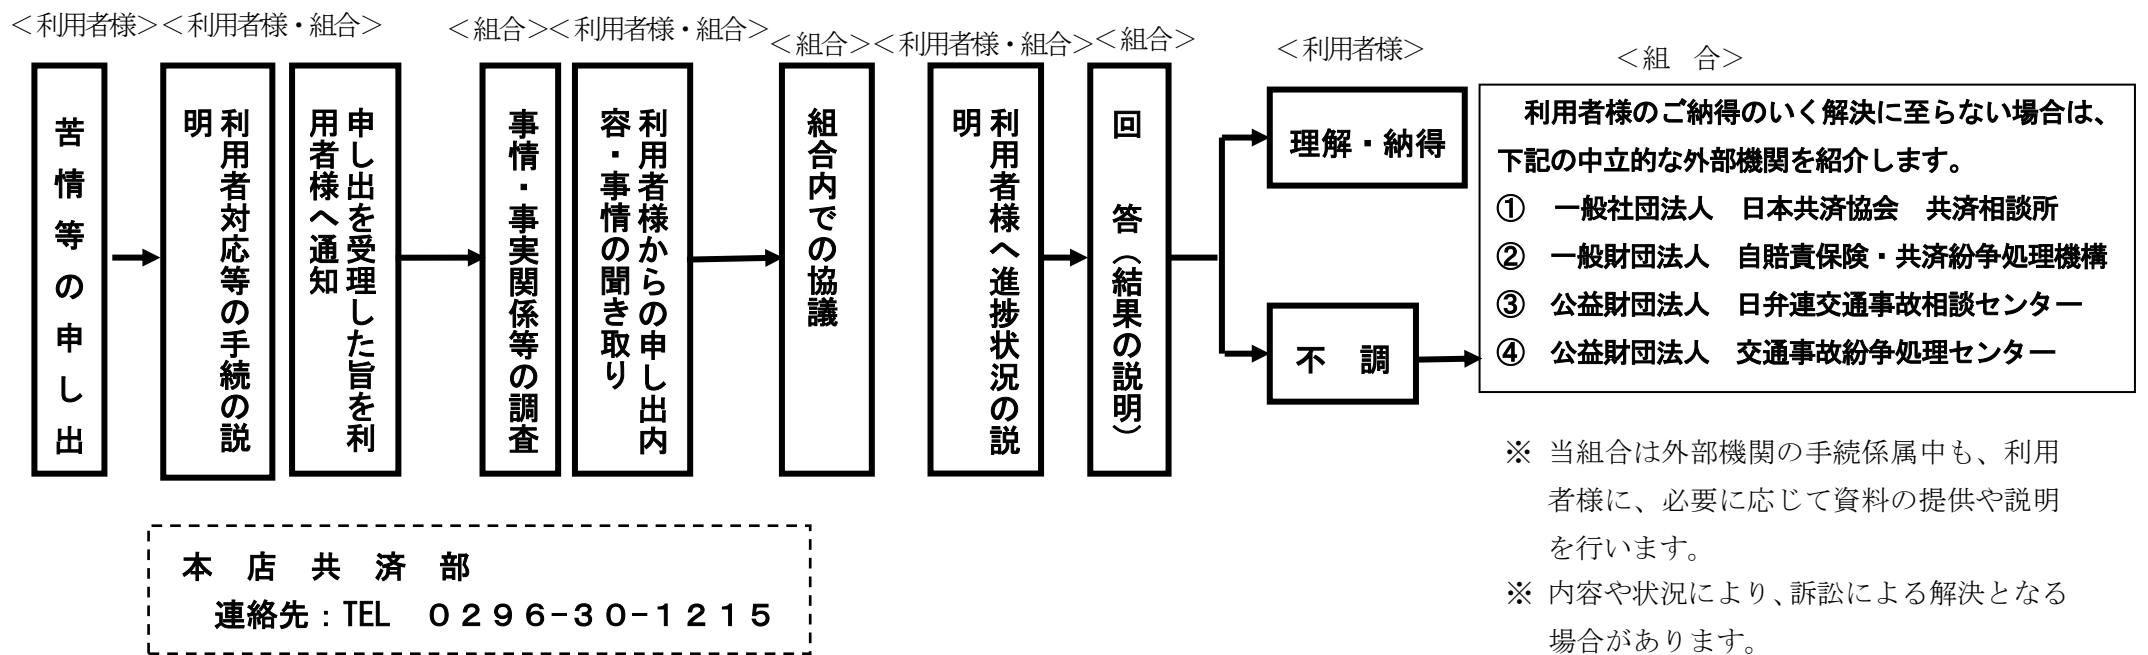 ＜利用者様＞
＜利用者様・組合＞
＜組合＞
＜利用者様・組合＞
＜組合＞
＜利用者様・組合＞
＜組合＞
＜利用者様＞
＜組　合＞
苦情等の申し出
利用者対応等の手続の説
明
申し出を受理した旨を利
用者様へ通知
事情・事実関係等の調査
利用者様からの申し出内
容・事情の聞き取り
組合内での協議
利用者様へ進捗状況の説
明
回　答（結果の説明）
理解・納得
不　調
利用者様のご納得のいく解決に至らない場合は、
下記の中立的な外部機関を紹介します。
①　一般社団法人　日本共済協会　共済相談所
②　一般財団法人　自賠責保険・共済紛争処理機構
③　公益財団法人　日弁連交通事故相談センター
④　公益財団法人　交通事故紛争処理センター
※ 当組合は外部機関の手続係属中も、利用
者様に、必要に応じて資料の提供や説明
を行います。
※ 内容や状況により、訴訟による解決となる
場合があります。
本　店　共　済　部
連絡先：TEL　０２９６−３０−１２１５